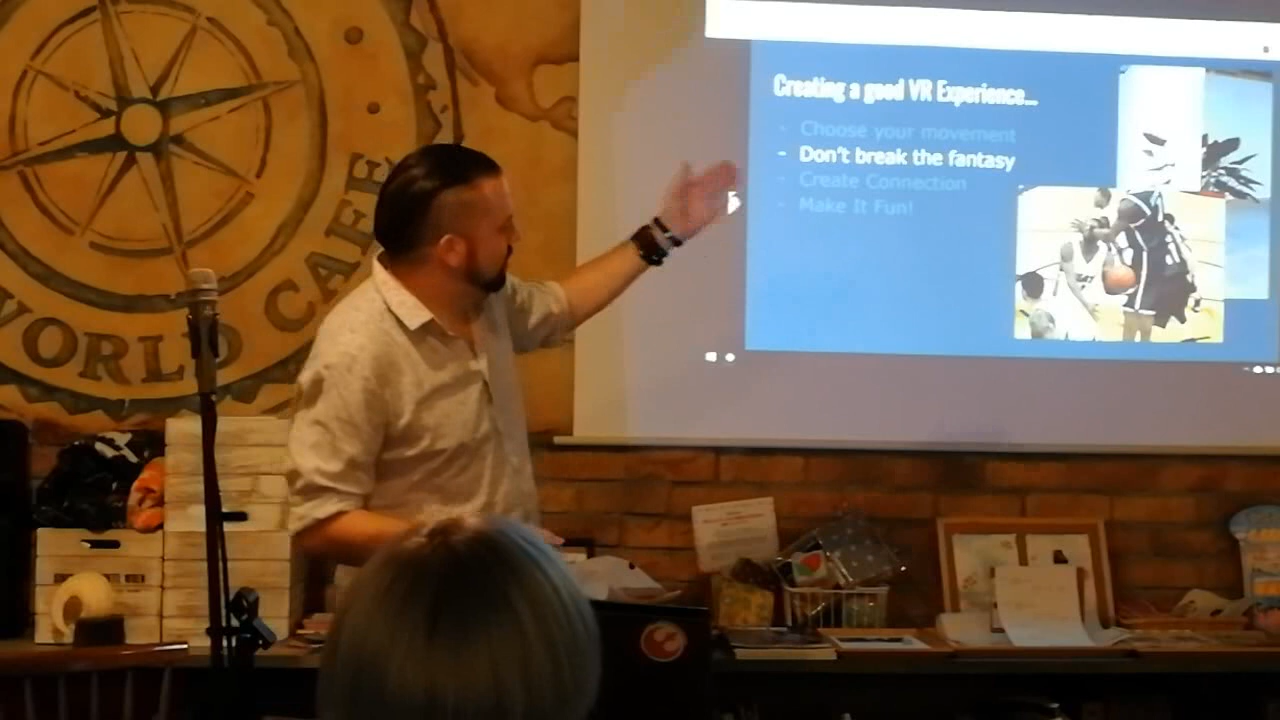 WORLD CAFE
Creating a good VR Experience...
- Choose your movement
- Don't break the fantasy
- Create Connection
- Make It Fun!